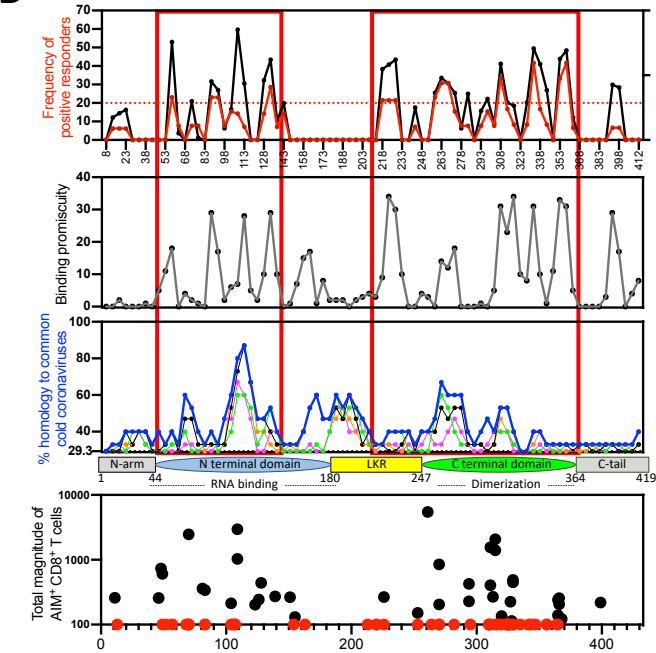 Frequency of
positive responders
70
60
50
40
30
20
10
0
8 23 38 53 68 83 98 113 128 143 158 173 188 203 218 233 248 263 278 293 308 323 338 353 368 383 398 412
Binding promiscuity
40
30
20
10
0
% homology to common
cold coronaviruses
100
80
60
40
29.3
N-arm N terminal domain LKR C terminal domain C-tail
1 44 180 247 364 419
RNA binding Dimerization
Total magnitude of
AIM⁺ CD8⁺ T cells
10000
1000
100
0 100 200 300 400